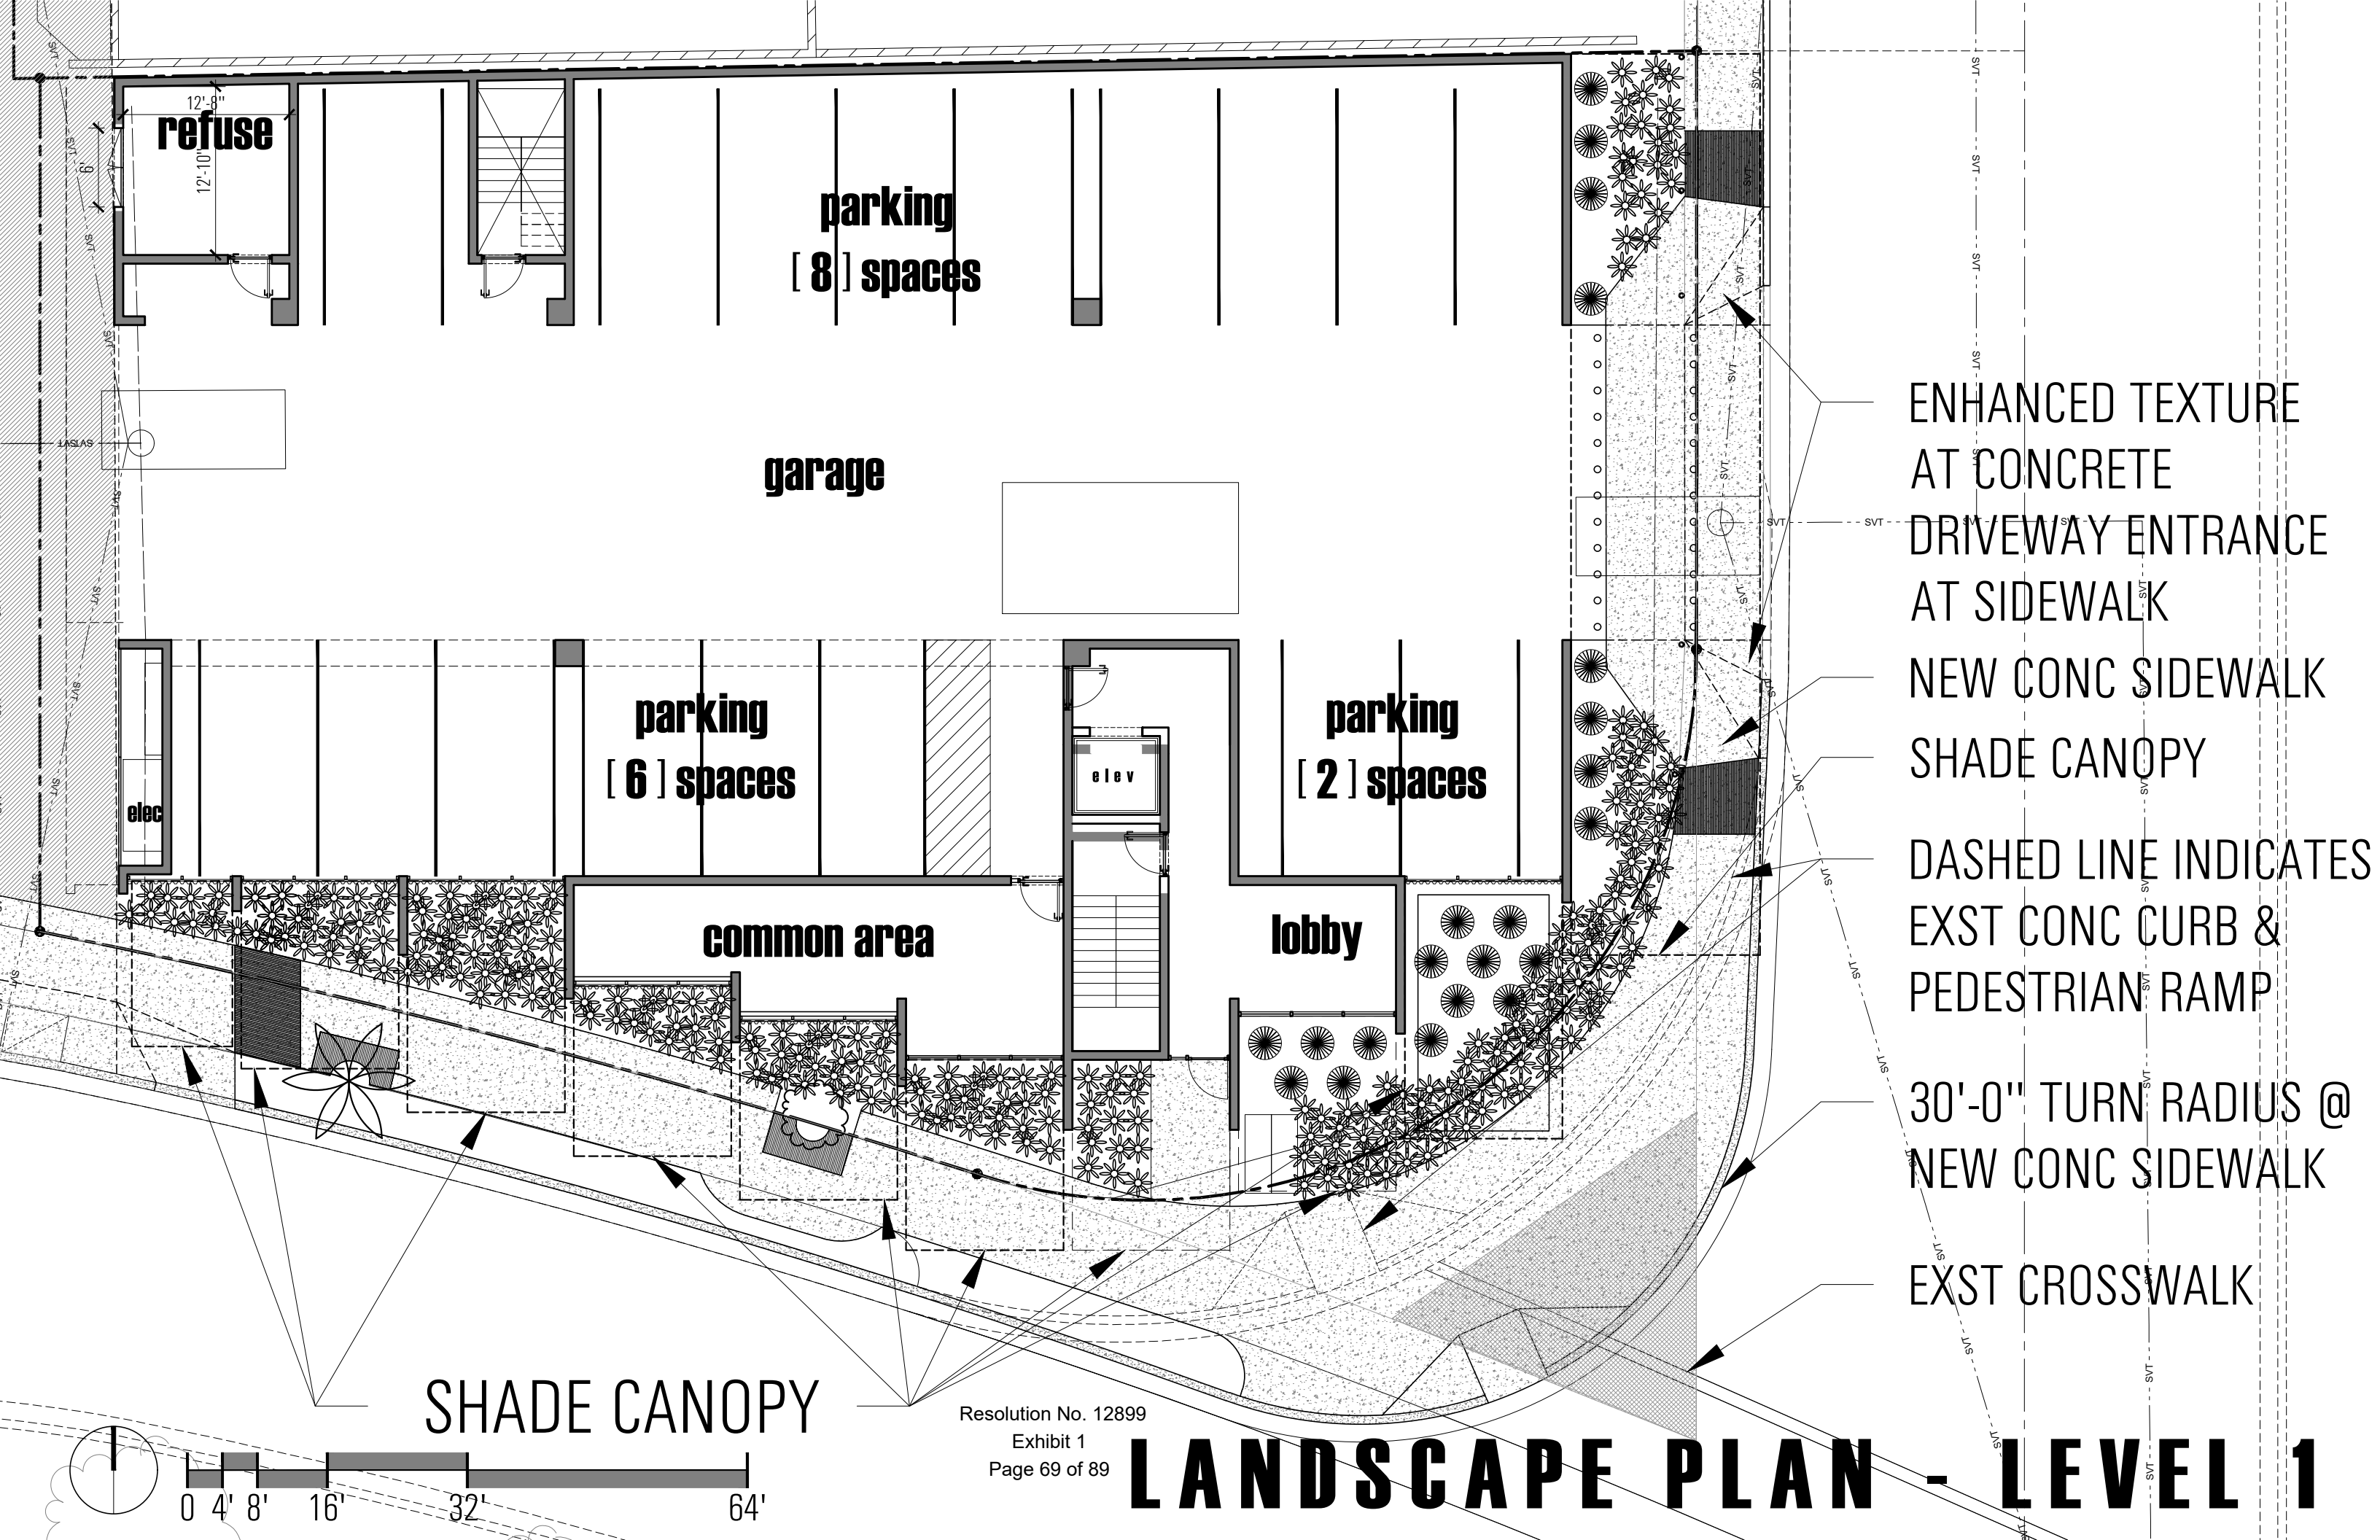 12'-8"
refuse
12'-10"
6'
parking
[ 8 ] spaces
garage
ENHANCED TEXTURE
AT CONCRETE
DRIVEWAY ENTRANCE
AT SIDEWALK
NEW CONC SIDEWALK
SHADE CANOPY
DASHED LINE INDICATES
EXST CONC CURB &
PEDESTRIAN RAMP
30'-0" TURN RADIUS @
NEW CONC SIDEWALK
EXST CROSSWALK
parking
[ 6 ] spaces
elev
parking
[ 2 ] spaces
elec
common area
lobby
SVT
SHADE CANOPY
0 4' 8' 16' 32' 64'
Resolution No. 12899
Exhibit 1
Page 69 of 89
LANDSCAPE PLAN - LEVEL 1